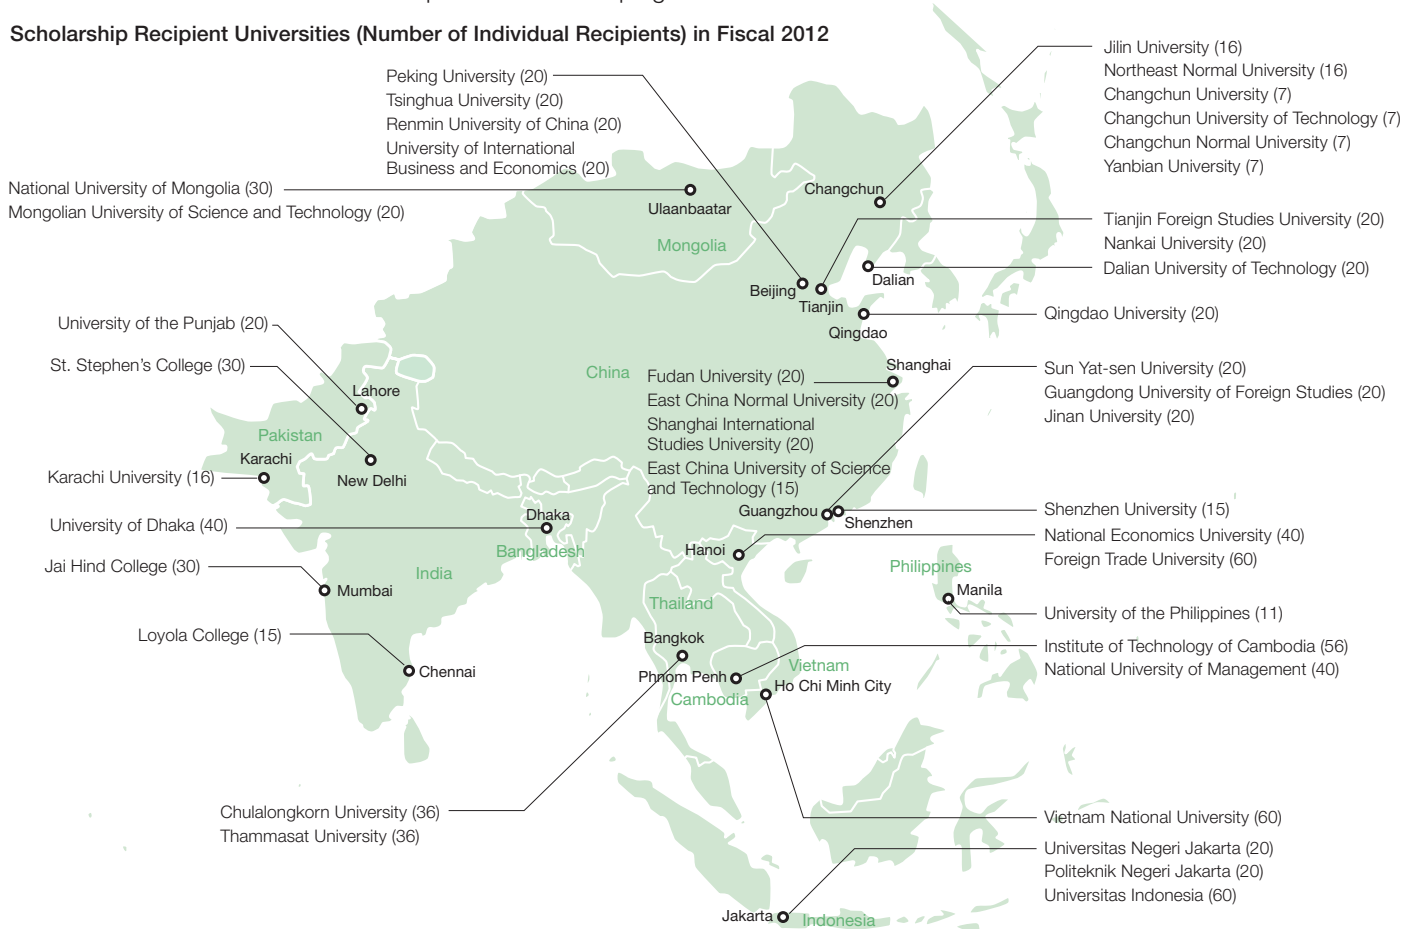 Scholarship Recipient Universities (Number of Individual Recipients) in Fiscal 2012
Peking University (20)
Tsinghua University (20)
Renmin University of China (20)
University of International
Business and Economics (20)
National University of Mongolia (30)
Mongolian University of Science and Technology (20)
Jilin University (16)
Northeast Normal University (16)
Changchun University (7)
Changchun University of Technology (7)
Changchun Normal University (7)
Yanbian University (7)
Changchun
Ulaanbaatar
Mongolia
Tianjin Foreign Studies University (20)
Nankai University (20)
Dalian University of Technology (20)
Dalian
Beijing
Tianjin
Qingdao
Qingdao University (20)
University of the Punjab (20)
St. Stephen's College (30)
Lahore
Pakistan
Karachi
Karachi University (16)
New Delhi
China
Shanghai
Fudan University (20)
East China Normal University (20)
Shanghai International
Studies University (20)
East China University of Science
and Technology (15)
Sun Yat-sen University (20)
Guangdong University of Foreign Studies (20)
Jinan University (20)
Guangzhou
Shenzhen
Shenzhen University (15)
University of Dhaka (40)
Dhaka
Bangladesh
Hanoi
National Economics University (40)
Foreign Trade University (60)
Jai Hind College (30)
Mumbai
India
Philippines
Manila
University of the Philippines (11)
Loyola College (15)
Chennai
Thailand
Bangkok
Phnom Penh
Cambodia
Vietnam
Ho Chi Minh City
Institute of Technology of Cambodia (56)
National University of Management (40)
Chulalongkorn University (36)
Thammasat University (36)
Vietnam National University (60)
Universitas Negeri Jakarta (20)
Politeknik Negeri Jakarta (20)
Universitas Indonesia (60)
Jakarta
Indonesia